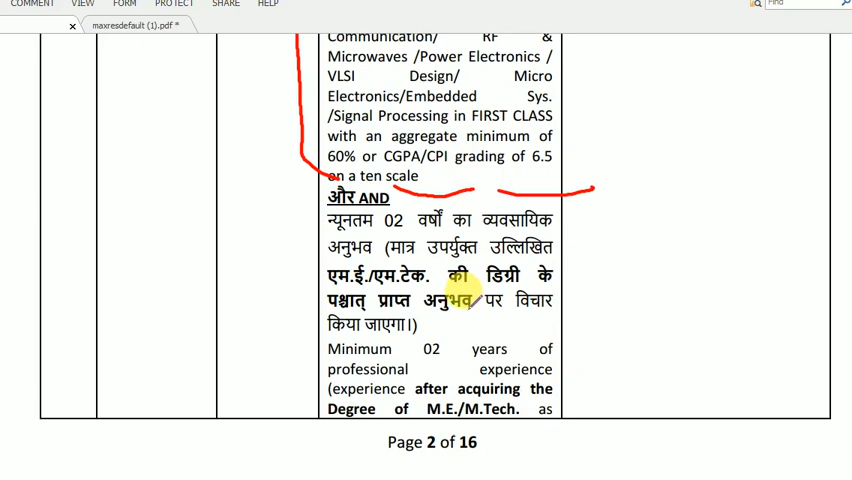 COMMENT VIEW FORM PROTECT SHARE HELP
Find
maxresdefault (1).pdf *
Communication/ RF &
Microwaves /Power Electronics /
VLSI Design/ Micro
Electronics/Embedded Sys.
/Signal Processing in FIRST CLASS
with an aggregate minimum of
60% or CGPA/CPI grading of 6.5
on a ten scale
और AND
न्यूनतम 02 वर्षों का व्यवसायिक
अनुभव (मात्र उपर्युक्त उल्लिखित
एम.ई./एम.टेक. की डिग्री के
पश्चात् प्राप्त अनुभव पर विचार
किया जाएगा।)
Minimum 02 years of
professional experience
(experience after acquiring the
Degree of M.E./M.Tech. as
Page 2 of 16